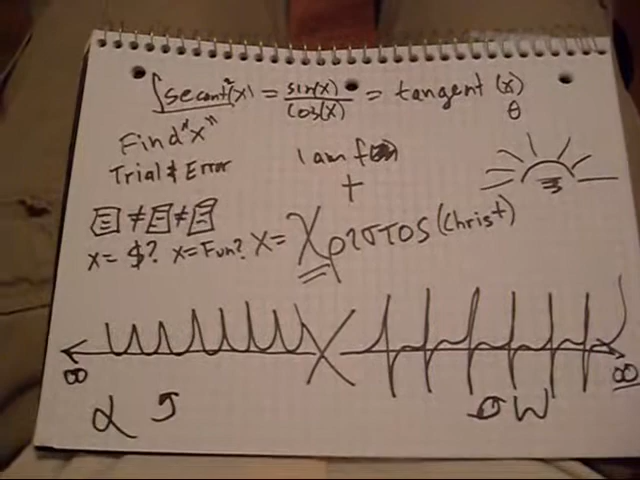 ∫secant²(x) = sin(x)/cos(x) = tangent (x)
θ
Find "x"
I am
Trial & Error
+
≠ ≠
x= $? x=Fun? x= Χριστος (Christ)
∞ ∞
α